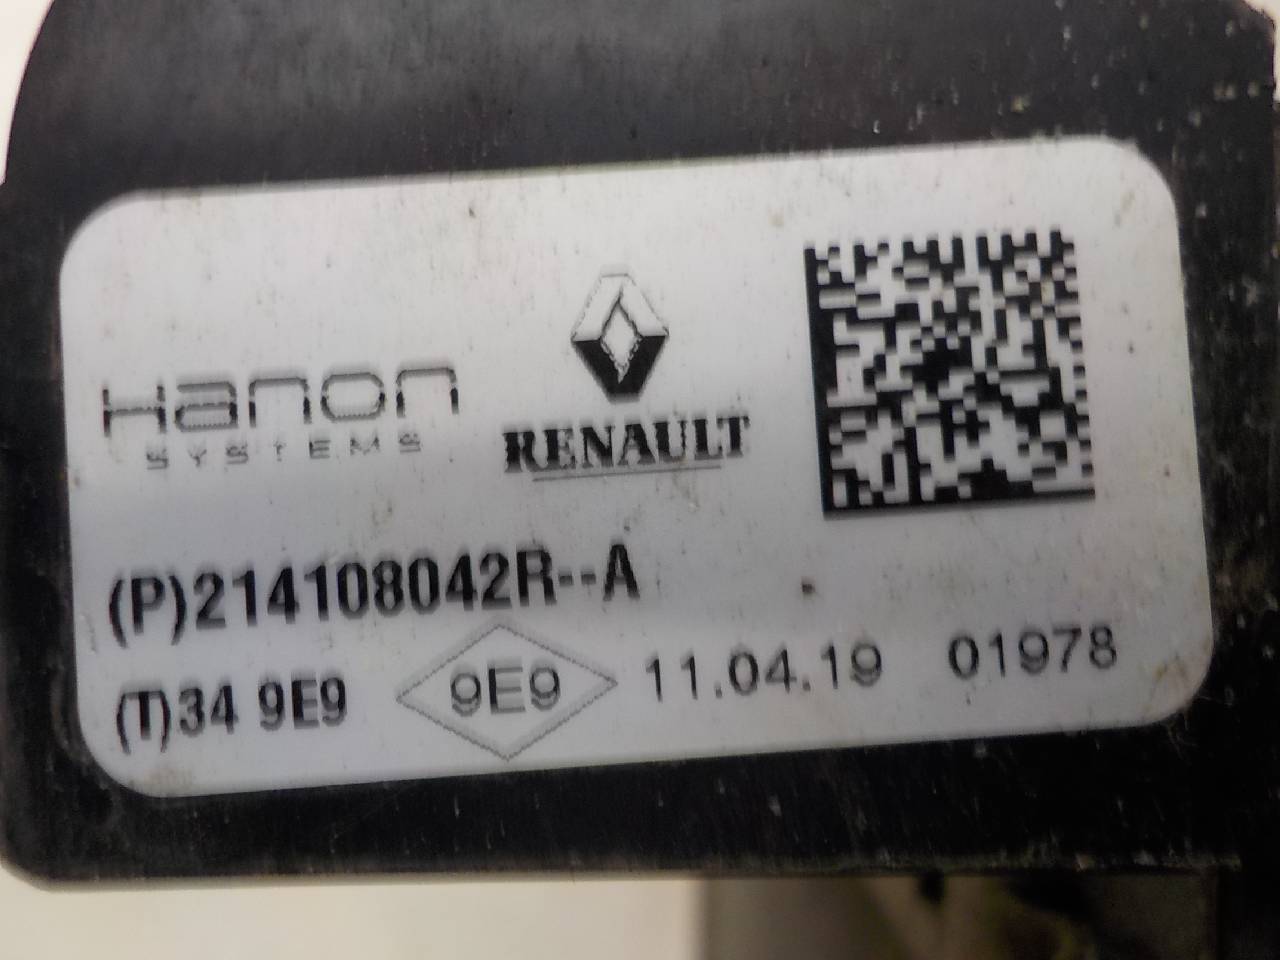 Hanon
SYSTEMS
RENAULT
(P)214108042R--A
(T)34 9E9 9E9 11.04.19 01978